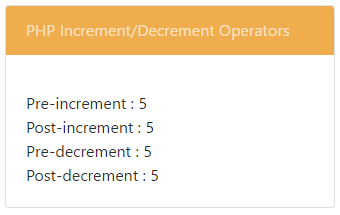 PHP Increment/Decrement Operators
Pre-increment : 5
Post-increment : 5
Pre-decrement : 5
Post-decrement : 5